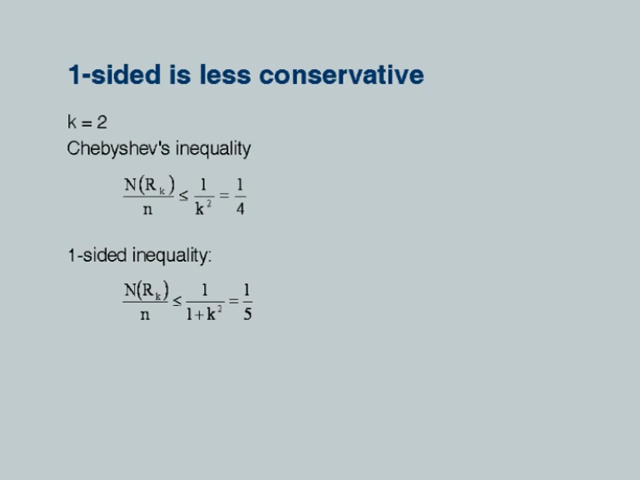 1-sided is less conservative
k = 2
Chebyshev's inequality
N(R_k)/n ≤ 1/k² = 1/4
1-sided inequality:
N(R_k)/n ≤ 1/(1+k²) = 1/5